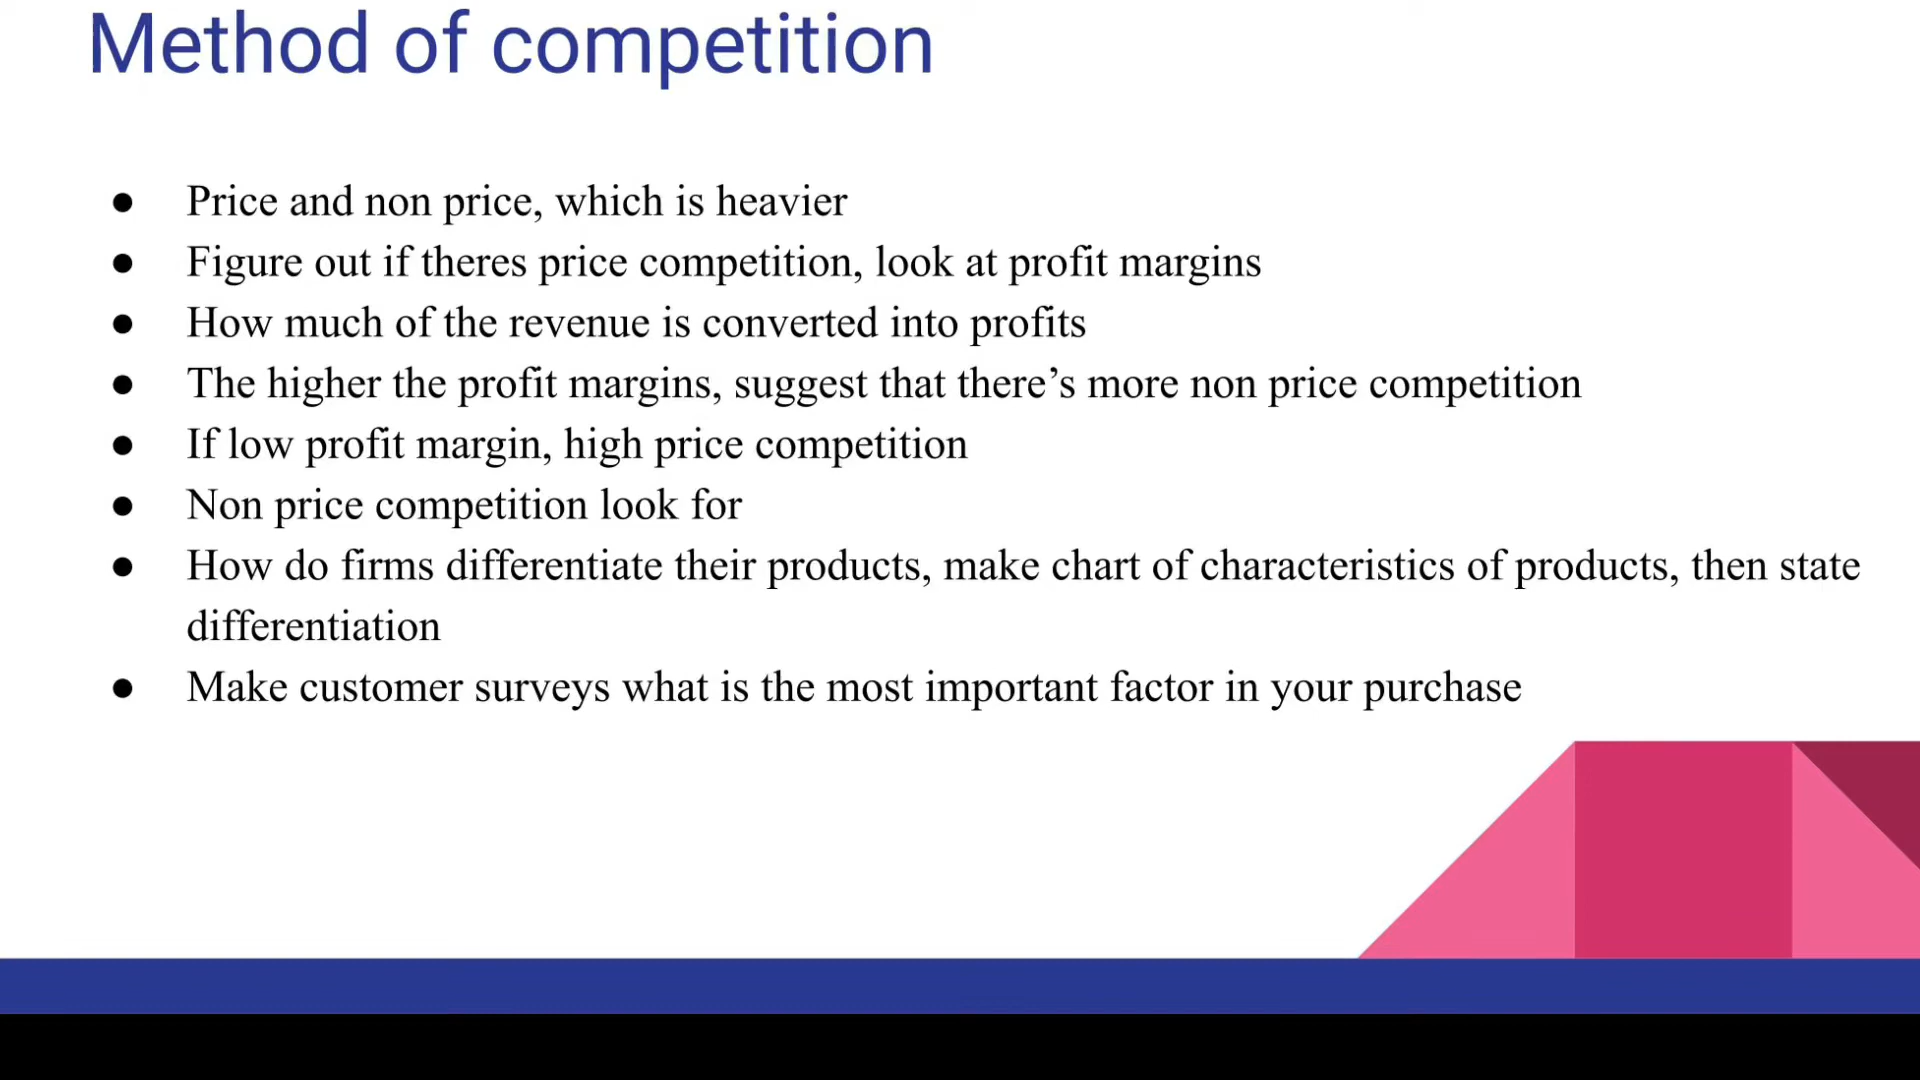 Method of competition
● Price and non price, which is heavier
● Figure out if theres price competition, look at profit margins
● How much of the revenue is converted into profits
● The higher the profit margins, suggest that there’s more non price competition
● If low profit margin, high price competition
● Non price competition look for
● How do firms differentiate their products, make chart of characteristics of products, then state
differentiation
● Make customer surveys what is the most important factor in your purchase